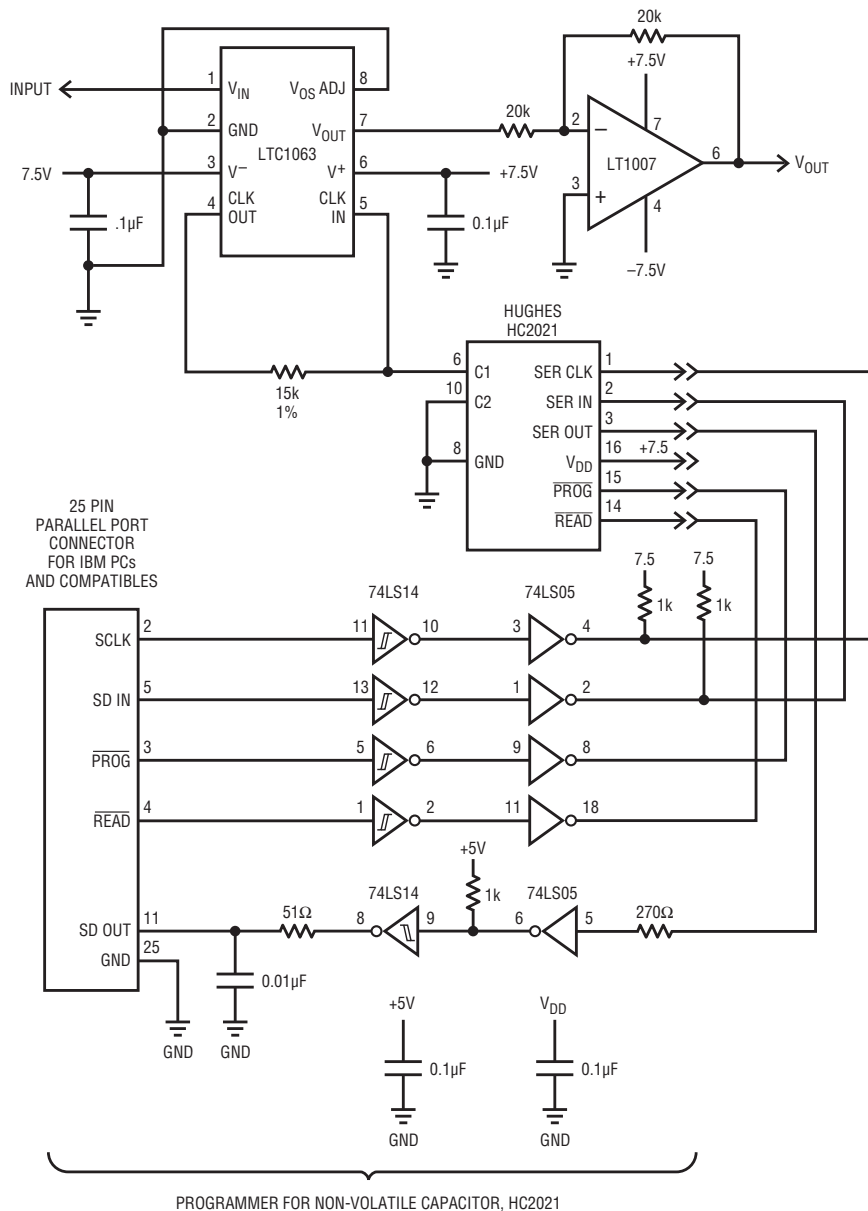 20k
+7.5V
INPUT
1
V_IN
V_OS ADJ
8
2
GND
V_OUT
7
20k
2
−
7
LTC1063
LT1007
6
V_OUT
7.5V
3
V−
V+
6
+7.5V
3
+
4
CLK
OUT
CLK
IN
5
.1µF
0.1µF
4
−7.5V
HUGHES
HC2021
6
C1
SER CLK
1
15k
1%
10
C2
SER IN
2
SER OUT
3
8
GND
V_DD
16
+7.5
PROG
15
READ
14
25 PIN
PARALLEL PORT
CONNECTOR
FOR IBM PCs
AND COMPATIBLES
7.5
7.5
74LS14
74LS05
1k
1k
SCLK
2
11
10
3
4
SD IN
5
13
12
1
2
PROG
3
5
6
9
8
READ
4
1
2
11
18
+5V
74LS14
1k
74LS05
SD OUT
11
51Ω
8
9
6
5
270Ω
GND
25
0.01µF
GND
GND
+5V
V_DD
0.1µF
0.1µF
GND
GND
PROGRAMMER FOR NON-VOLATILE CAPACITOR, HC2021